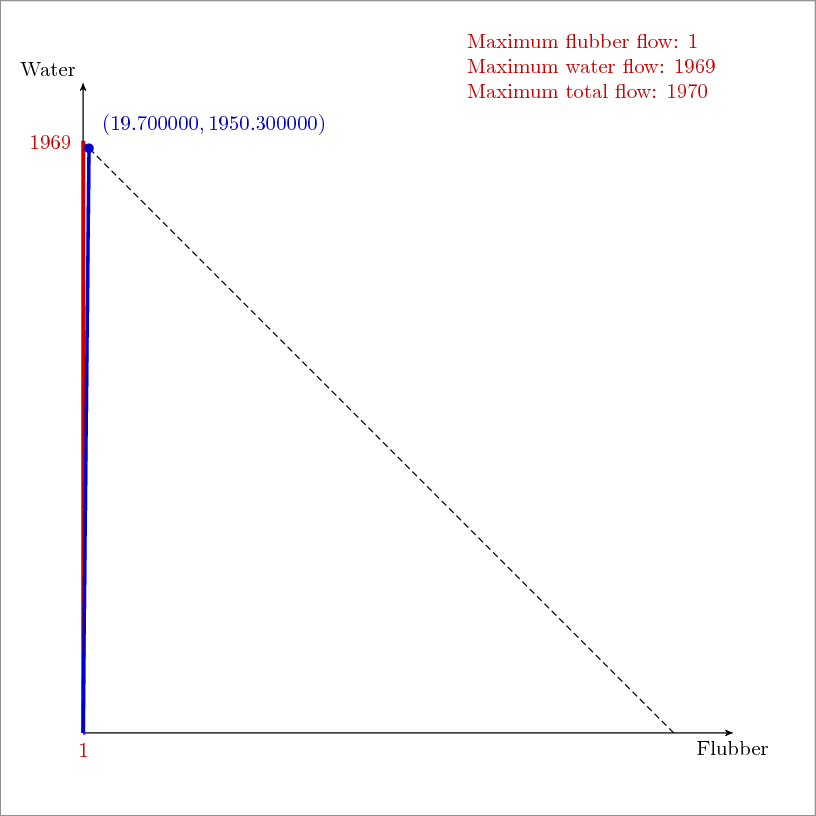 Maximum flubber flow: 1
Maximum water flow: 1969
Maximum total flow: 1970
Water
(19.700000, 1950.300000)
1969
1
Flubber